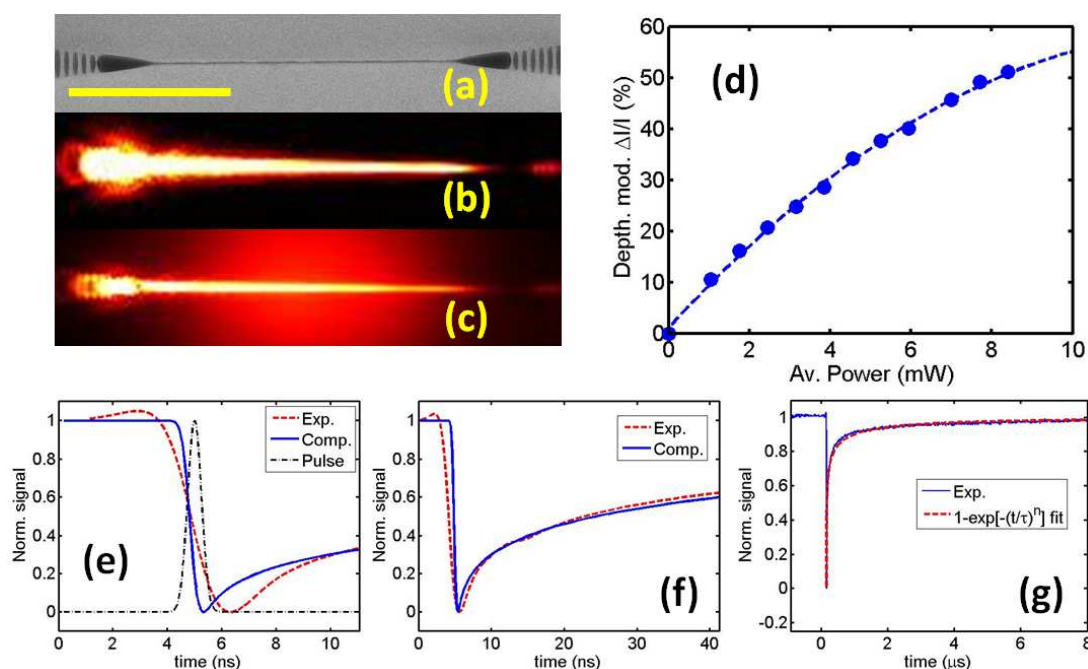 (a)
(b)
(c)
(d)
Depth. mod. ΔI/I (%)
60
50
40
30
20
10
0
0 2 4 6 8 10
Av. Power (mW)
(e)
Norm. signal
1
0.8
0.6
0.4
0.2
0
Exp.
Comp.
Pulse
0 2 4 6 8 10
time (ns)
(f)
Norm. signal
1
0.8
0.6
0.4
0.2
0
Exp.
Comp.
0 10 20 30 40
time (ns)
(g)
Norm. signal
1
0.8
0.6
0.4
0.2
0
-0.2
Exp.
1-exp[-(t/τ)ⁿ] fit
0 2 4 6 8
time (μs)